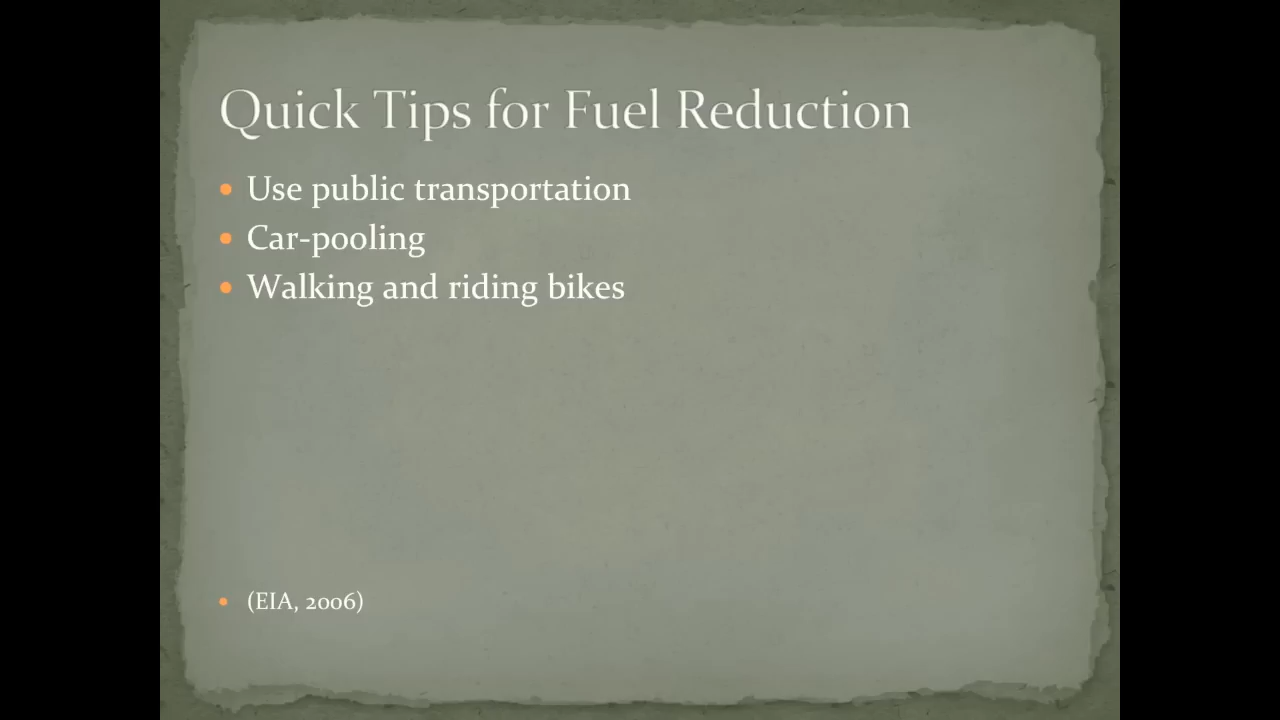 Quick Tips for Fuel Reduction
• Use public transportation
• Car-pooling
• Walking and riding bikes
• (EIA, 2006)